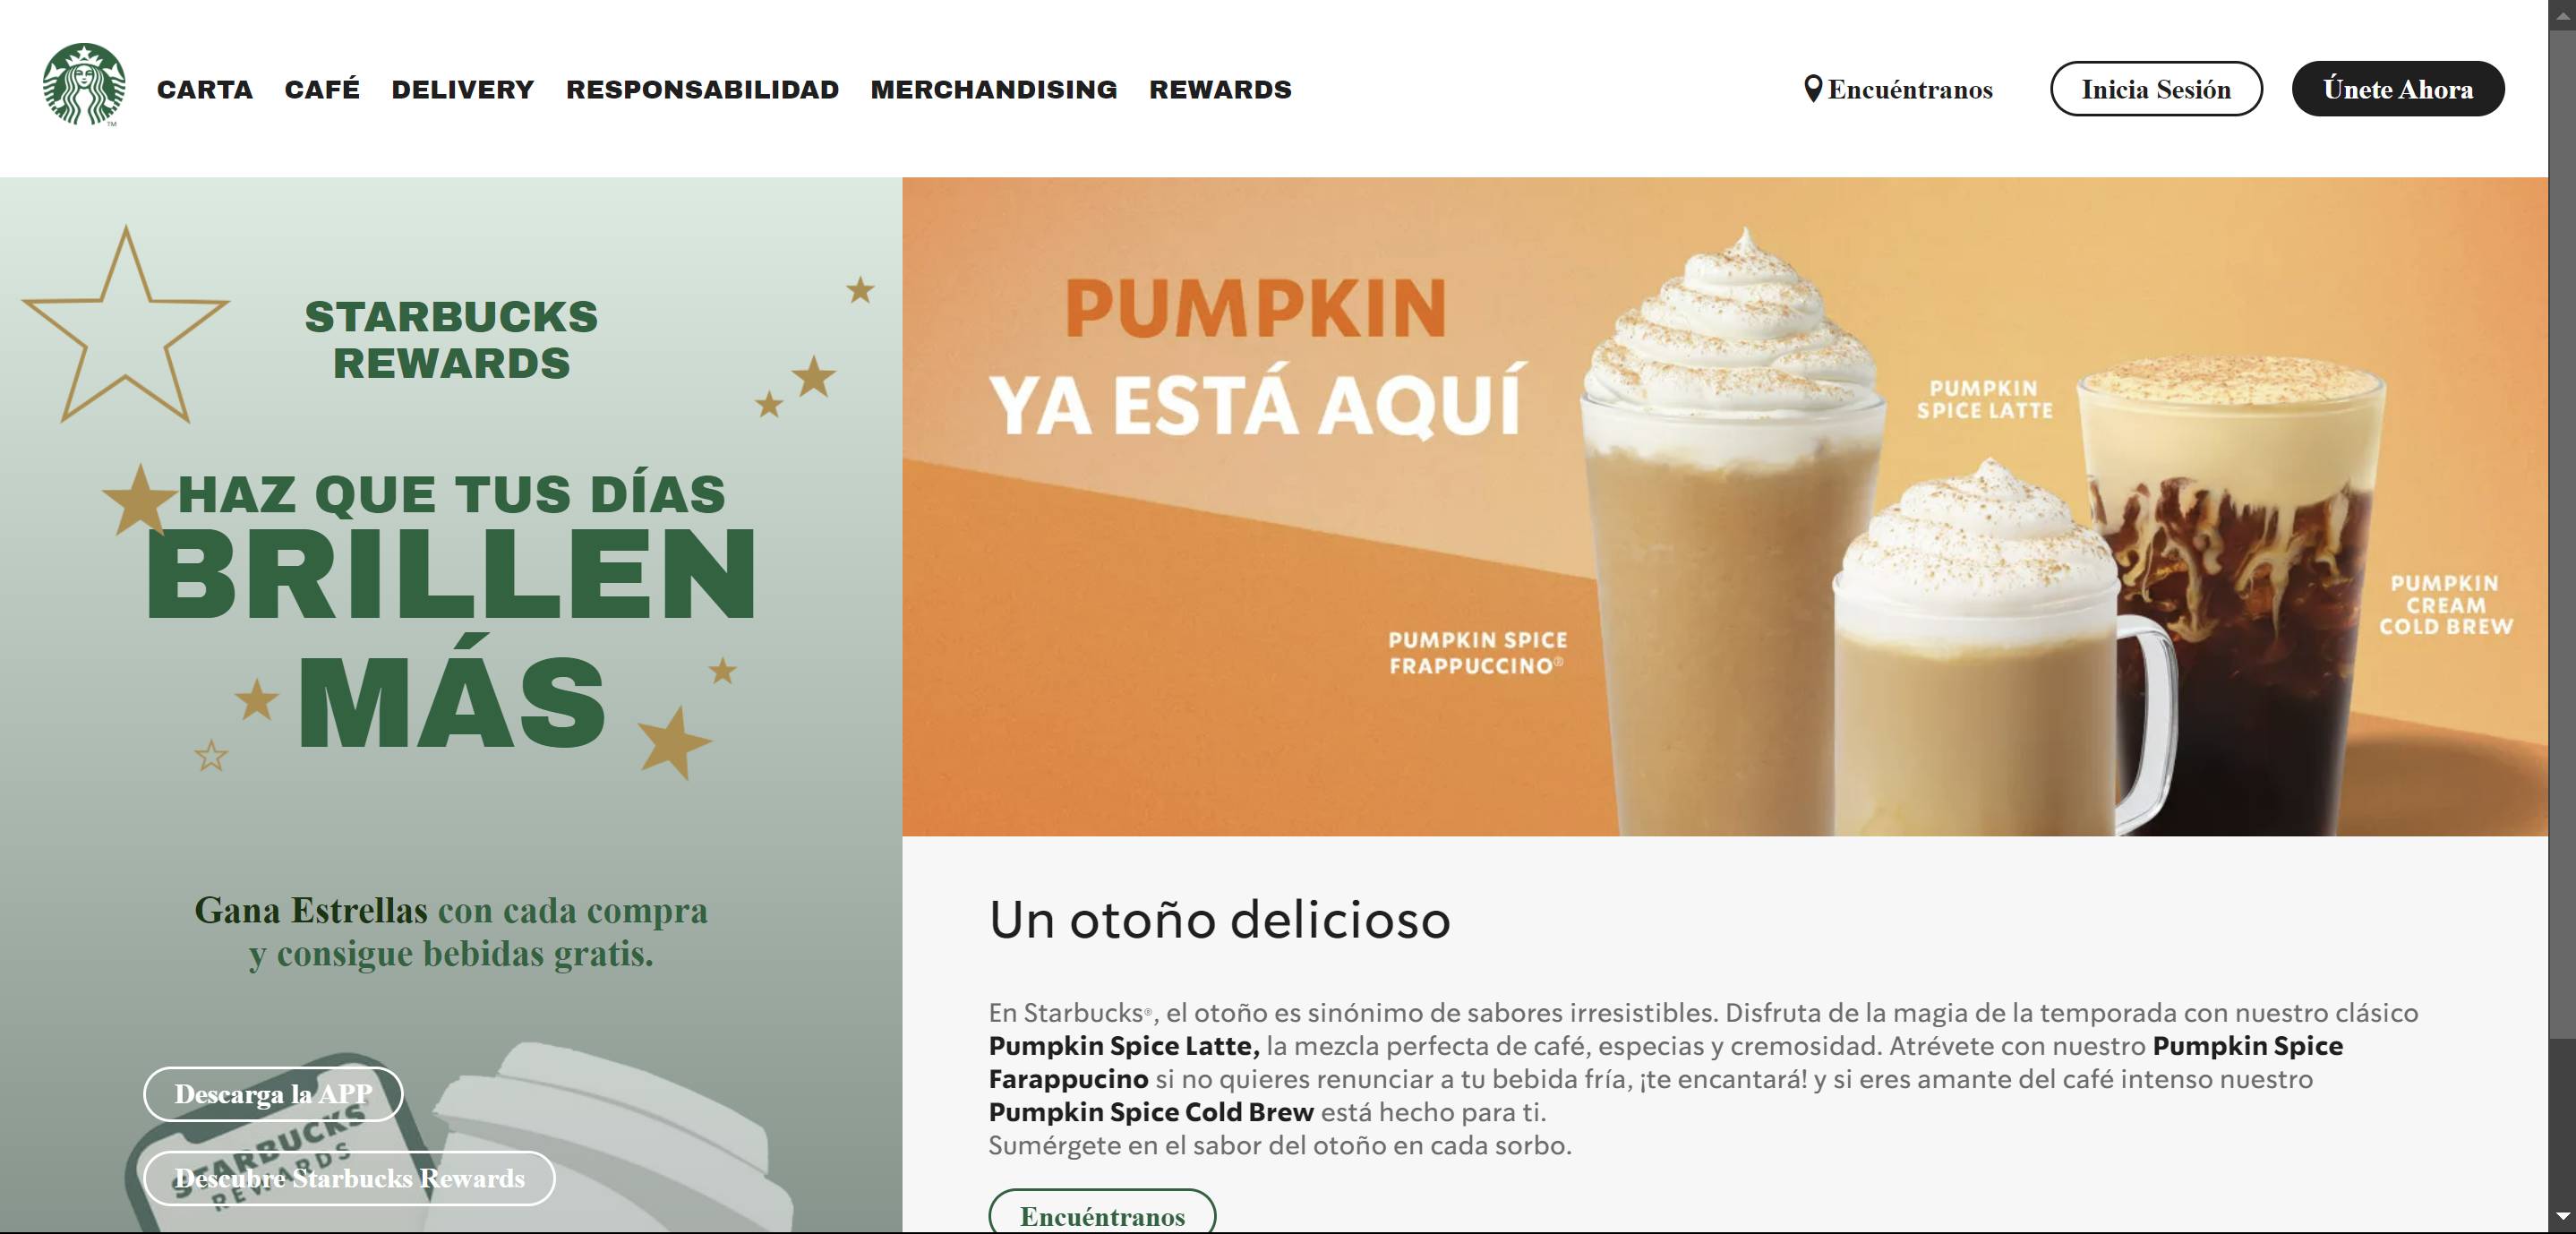 CARTA CAFÉ DELIVERY RESPONSABILIDAD MERCHANDISING REWARDS Encuéntranos Inicia Sesión Únete Ahora
TM
STARBUCKS
REWARDS
HAZ QUE TUS DÍAS
BRILLEN
MÁS
Gana Estrellas con cada compra
y consigue bebidas gratis.
Descarga la APP
STARBUCKS
REWARDS
Descubre Starbucks Rewards
PUMPKIN
YA ESTÁ AQUÍ
PUMPKIN SPICE
FRAPPUCCINO®
PUMPKIN
SPICE LATTE
PUMPKIN
CREAM
COLD BREW
Un otoño delicioso
En Starbucks®, el otoño es sinónimo de sabores irresistibles. Disfruta de la magia de la temporada con nuestro clásico
Pumpkin Spice Latte, la mezcla perfecta de café, especias y cremosidad. Atrévete con nuestro Pumpkin Spice
Farappucino si no quieres renunciar a tu bebida fría, ¡te encantará! y si eres amante del café intenso nuestro
Pumpkin Spice Cold Brew está hecho para ti.
Sumérgete en el sabor del otoño en cada sorbo.
Encuéntranos